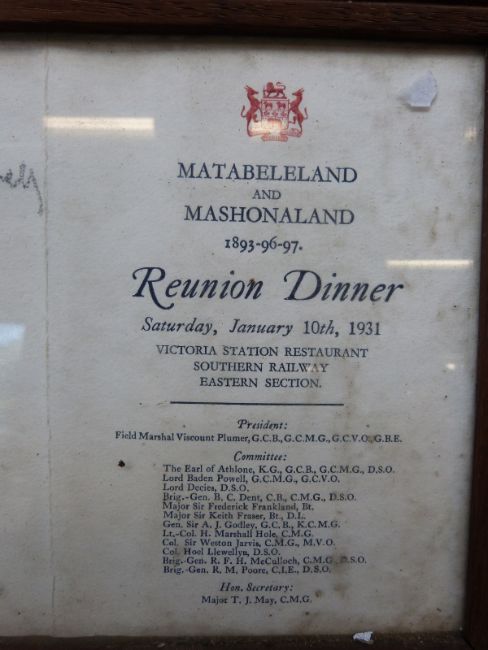 MATABELELAND
AND
MASHONALAND
1893-96-97.
Reunion Dinner
Saturday, January 10th, 1931
VICTORIA STATION RESTAURANT
SOUTHERN RAILWAY
EASTERN SECTION.
President:
Field Marshal Viscount Plumer, G.C.B., G.C.M.G., G.C.V.O., G.B.E.
Committee:
The Earl of Athlone, K.G., G.C.B., G.C.M.G., D.S.O.
Lord Baden Powell, G.C.M.G., G.C.V.O.
Lord Decies, D.S.O.
Brig.-Gen. B. C. Dent, C.B., C.M.G., D.S.O.
Major Sir Frederick Frankland, Bt.
Major Sir Keith Fraser, Bt., D.L.
Gen. Sir A. J. Godley, G.C.B., K.C.M.G.
Lt.-Col. H. Marshall Hole, C.M.G.
Col. Sir Weston Jarvis, C.M.G., M.V.O.
Col. Hoel Llewellyn, D.S.O.
Brig.-Gen. R. F. H. McCulloch, C.M.G., D.S.O.
Brig.-Gen. R. M. Poore, C.I.E., D.S.O.
Hon. Secretary:
Major T. J. May, C.M.G.